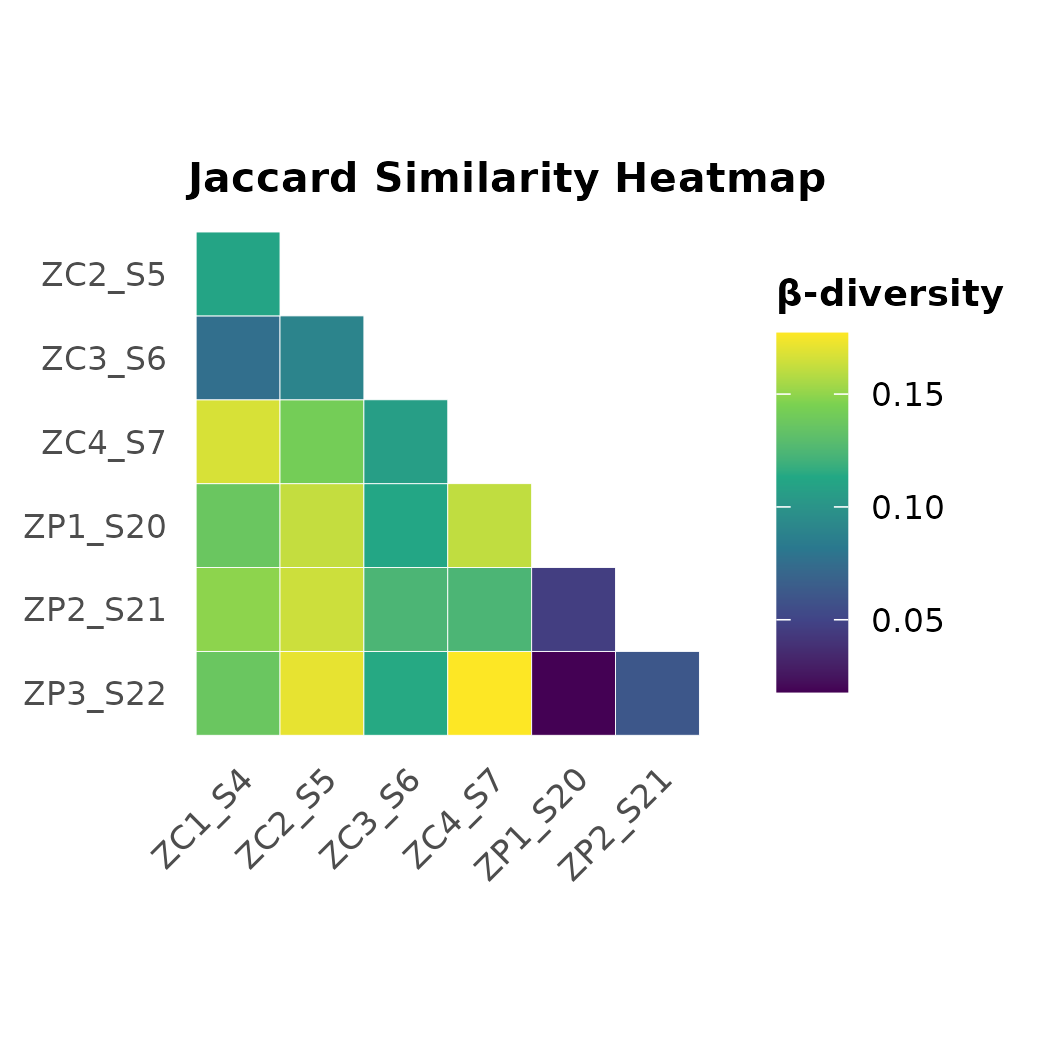 Jaccard Similarity Heatmap
ZC2_S5
ZC3_S6
ZC4_S7
ZP1_S20
ZP2_S21
ZP3_S22
ZC1_S4
ZC2_S5
ZC3_S6
ZC4_S7
ZP1_S20
ZP2_S21
β-diversity
0.15
0.10
0.05